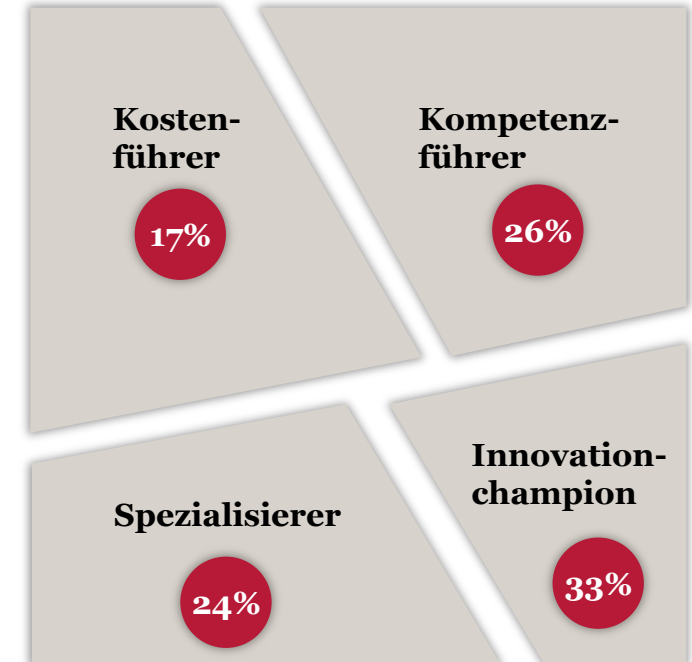 Kosten-
führer
17%
Kompetenz-
führer
26%
Spezialisierer
24%
Innovation-
champion
33%